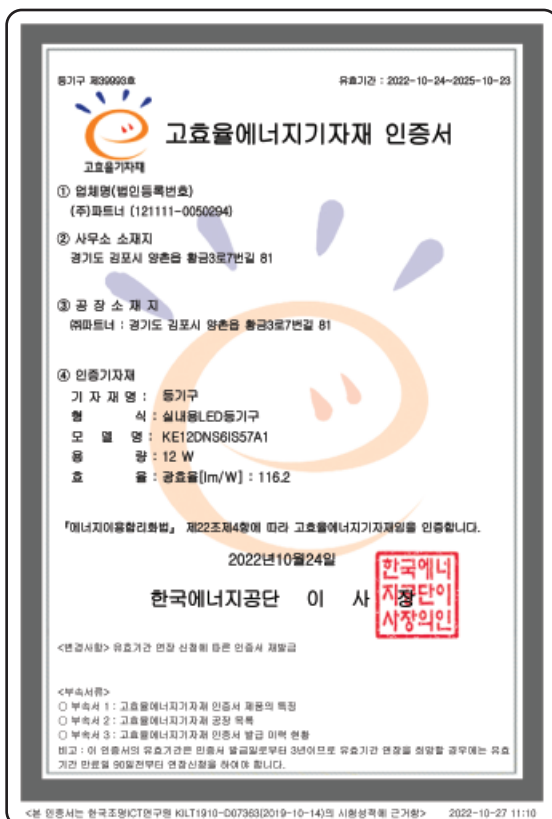 등기구 제39993호
유효기간 : 2022-10-24~2025-10-23
고효율기자재
고효율에너지기자재 인증서
① 업체명(법인등록번호)
(주)파트너 (121111-0050294)
② 사무소 소재지
경기도 김포시 양촌읍 황금3로7번길 81
③ 공 장 소 재 지
㈜파트너 : 경기도 김포시 양촌읍 황금3로7번길 81
④ 인증기자재
기 자 재 명 : 등기구
형 식 : 실내용LED등기구
모 델 명 : KE12DNS6IS57A1
용 량 : 12 W
효 율 : 광효율[lm/W] : 116.2
『에너지이용합리화법』 제22조제4항에 따라 고효율에너지기자재임을 인증합니다.
2022년10월24일
한국에너지공단 이 사 장
한국에너
지공단이
사장의인
<변경사항> 유효기간 연장 신청에 따른 인증서 재발급
<부속서류>
○ 부속서 1 : 고효율에너지기자재 인증서 제품의 특징
○ 부속서 2 : 고효율에너지기자재 공장 목록
○ 부속서 3 : 고효율에너지기자재 인증서 발급 이력 현황
비고 : 이 인증서의 유효기간은 인증서 발급일로부터 3년이므로 유효기간 연장을 희망할 경우에는 유효
기간 만료일 90일전부터 연장신청을 하여야 합니다.
<본 인증서는 한국조명ICT연구원 KILT1910-D07363(2019-10-14)의 시험성적에 근거함>
2022-10-27 11:10